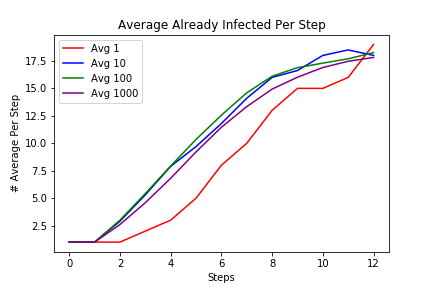 Average Already Infected Per Step
Avg 1
Avg 10
Avg 100
Avg 1000
# Average Per Step
17.5
15.0
12.5
10.0
7.5
5.0
2.5
0 2 4 6 8 10 12
Steps